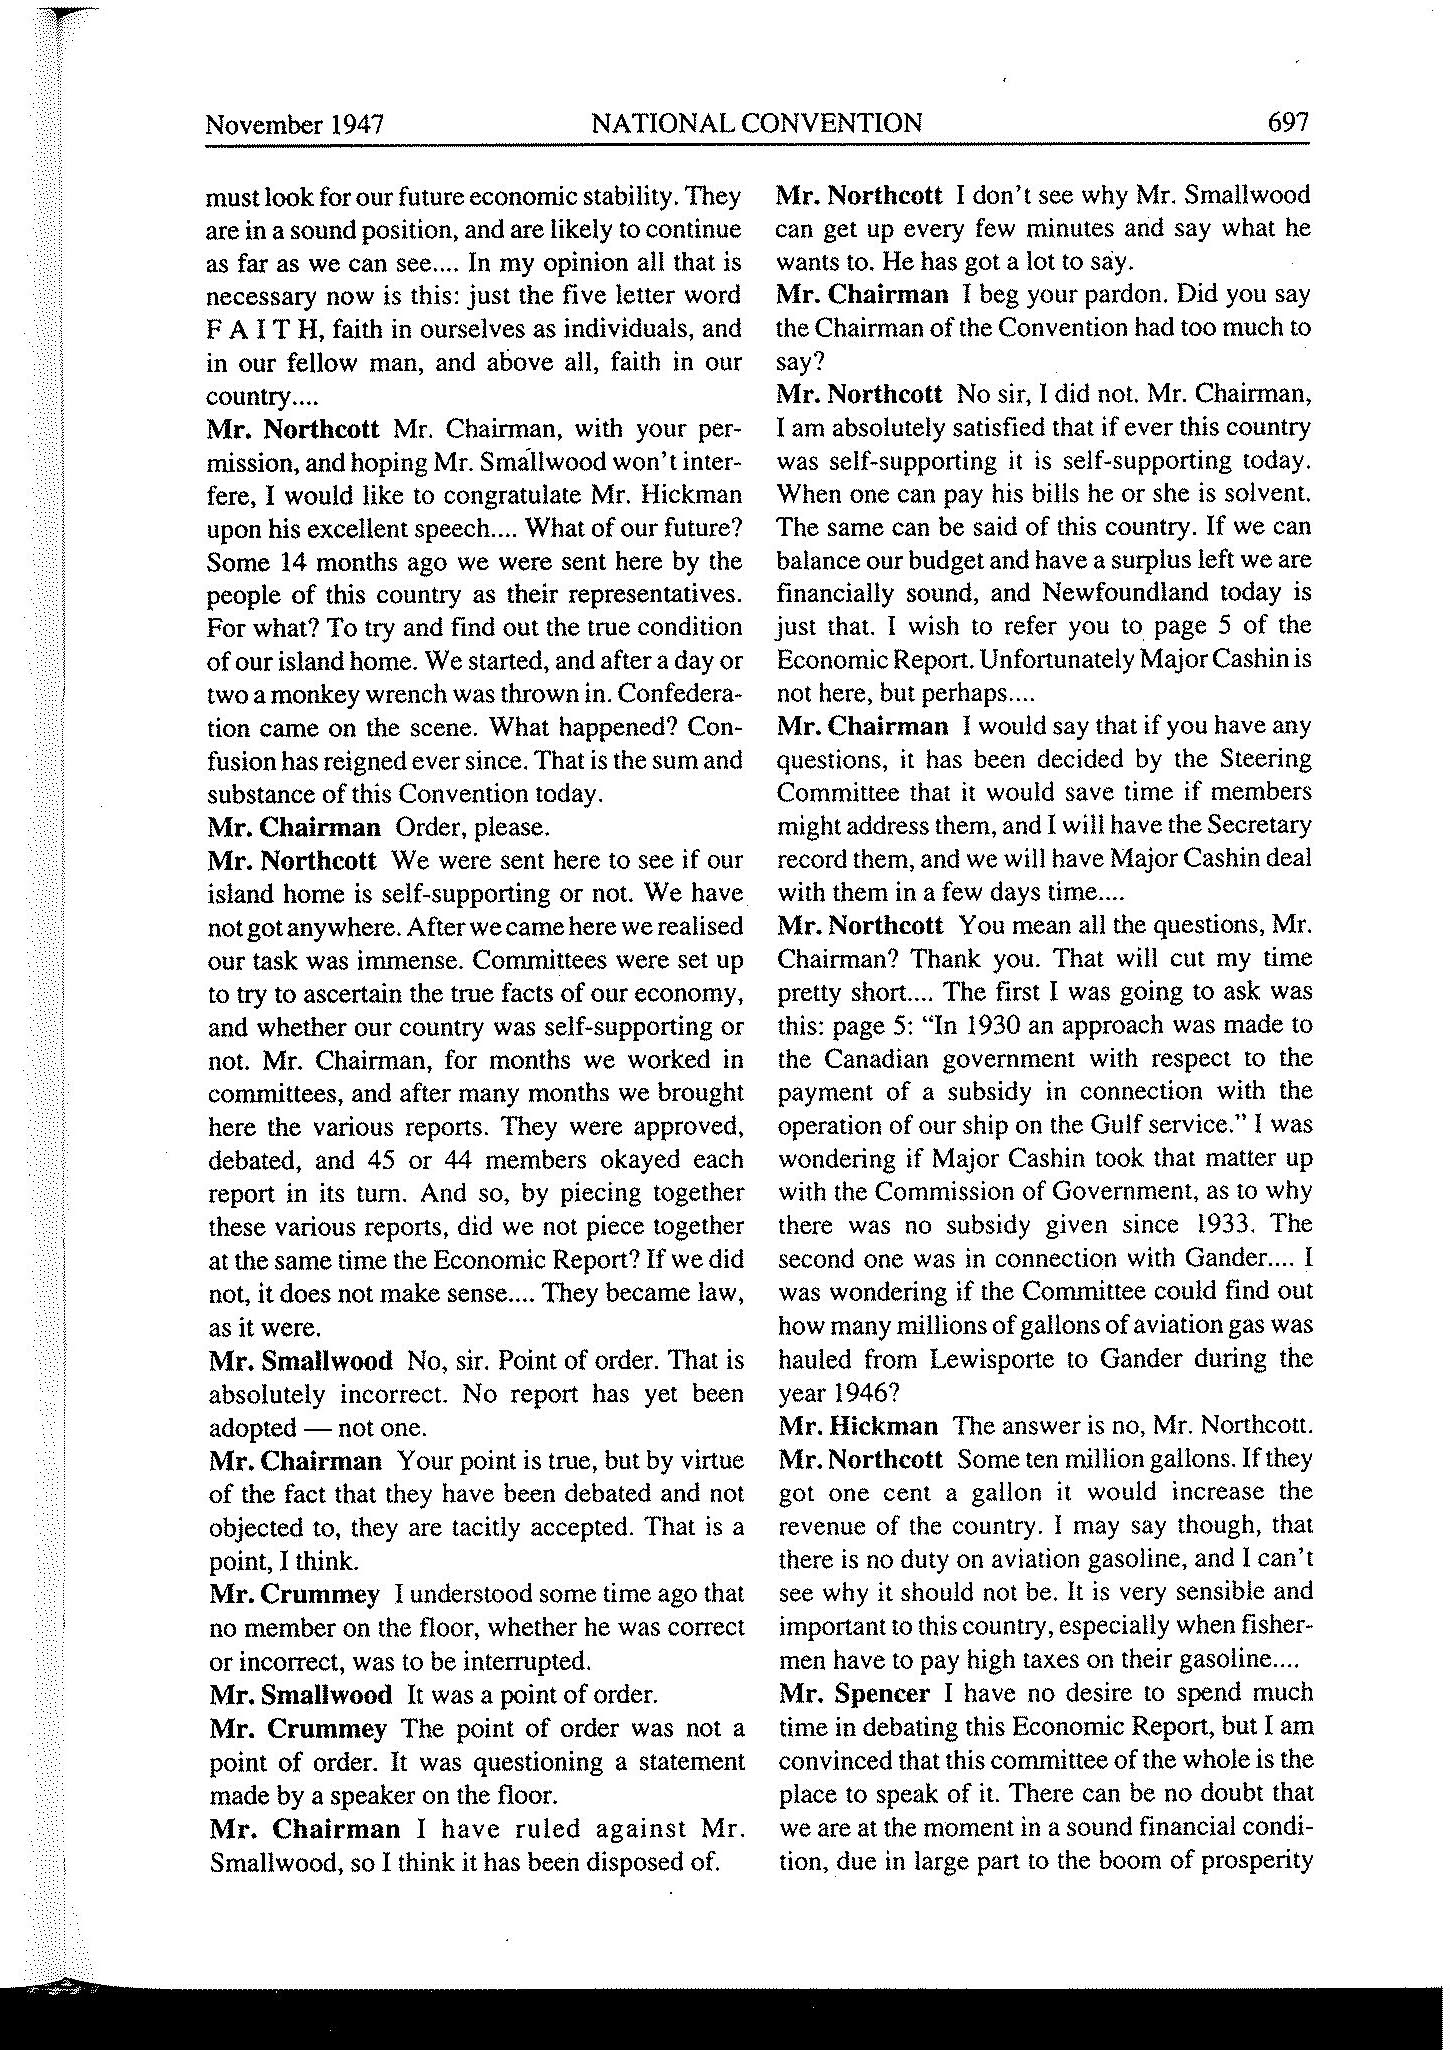 November 1947 NATIONAL CONVENTION 697
must look for our future economic stability. They
are in a sound position, and are likely to continue
as far as we can see.... In my opinion all that is
necessary now is this: just the five letter word
F A I T H, faith in ourselves as individuals, and
in our fellow man, and above all, faith in our
country....
Mr. Northcott Mr. Chairman, with your per-
mission, and hoping Mr. Smallwood won't inter-
fere, I would like to congratulate Mr. Hickman
upon his excellent speech.... What of our future?
Some 14 months ago we were sent here by the
people of this country as their representatives.
For what? To try and find out the true condition
of our island home. We started, and after a day or
two a monkey wrench was thrown in. Confedera-
tion came on the scene. What happened? Con-
fusion has reigned ever since. That is the sum and
substance of this Convention today.
Mr. Chairman Order, please.
Mr. Northcott We were sent here to see if our
island home is self-supporting or not. We have
not got anywhere. After we came here we realised
our task was immense. Committees were set up
to try to ascertain the true facts of our economy,
and whether our country was self-supporting or
not. Mr. Chairman, for months we worked in
committees, and after many months we brought
here the various reports. They were approved,
debated, and 45 or 44 members okayed each
report in its turn. And so, by piecing together
these various reports, did we not piece together
at the same time the Economic Report? If we did
not, it does not make sense.... They became law,
as it were.
Mr. Smallwood No, sir. Point of order. That is
absolutely incorrect. No report has yet been
adopted — not one.
Mr. Chairman Your point is true, but by virtue
of the fact that they have been debated and not
objected to, they are tacitly accepted. That is a
point, I think.
Mr. Crummey I understood some time ago that
no member on the floor, whether he was correct
or incorrect, was to be interrupted.
Mr. Smallwood It was a point of order.
Mr. Crummey The point of order was not a
point of order. It was questioning a statement
made by a speaker on the floor.
Mr. Chairman I have ruled against Mr.
Smallwood, so I think it has been disposed of.
Mr. Northcott I don't see why Mr. Smallwood
can get up every few minutes and say what he
wants to. He has got a lot to say.
Mr. Chairman I beg your pardon. Did you say
the Chairman of the Convention had too much to
say?
Mr. Northcott No sir, I did not. Mr. Chairman,
I am absolutely satisfied that if ever this country
was self-supporting it is self-supporting today.
When one can pay his bills he or she is solvent.
The same can be said of this country. If we can
balance our budget and have a surplus left we are
financially sound, and Newfoundland today is
just that. I wish to refer you to page 5 of the
Economic Report. Unfortunately Major Cashin is
not here, but perhaps....
Mr. Chairman I would say that if you have any
questions, it has been decided by the Steering
Committee that it would save time if members
might address them, and I will have the Secretary
record them, and we will have Major Cashin deal
with them in a few days time....
Mr. Northcott You mean all the questions, Mr.
Chairman? Thank you. That will cut my time
pretty short.... The first I was going to ask was
this: page 5: “In 1930 an approach was made to
the Canadian government with respect to the
payment of a subsidy in connection with the
operation of our ship on the Gulf service.” I was
wondering if Major Cashin took that matter up
with the Commission of Government, as to why
there was no subsidy given since 1933. The
second one was in connection with Gander.... I
was wondering if the Committee could find out
how many millions of gallons of aviation gas was
hauled from Lewisporte to Gander during the
year 1946?
Mr. Hickman The answer is no, Mr. Northcott.
Mr. Northcott Some ten million gallons. If they
got one cent a gallon it would increase the
revenue of the country. I may say though, that
there is no duty on aviation gasoline, and I can't
see why it should not be. It is very sensible and
important to this country, especially when fisher-
men have to pay high taxes on their gasoline....
Mr. Spencer I have no desire to spend much
time in debating this Economic Report, but I am
convinced that this committee of the whole is the
place to speak of it. There can be no doubt that
we are at the moment in a sound financial condi-
tion, due in large part to the boom of prosperity